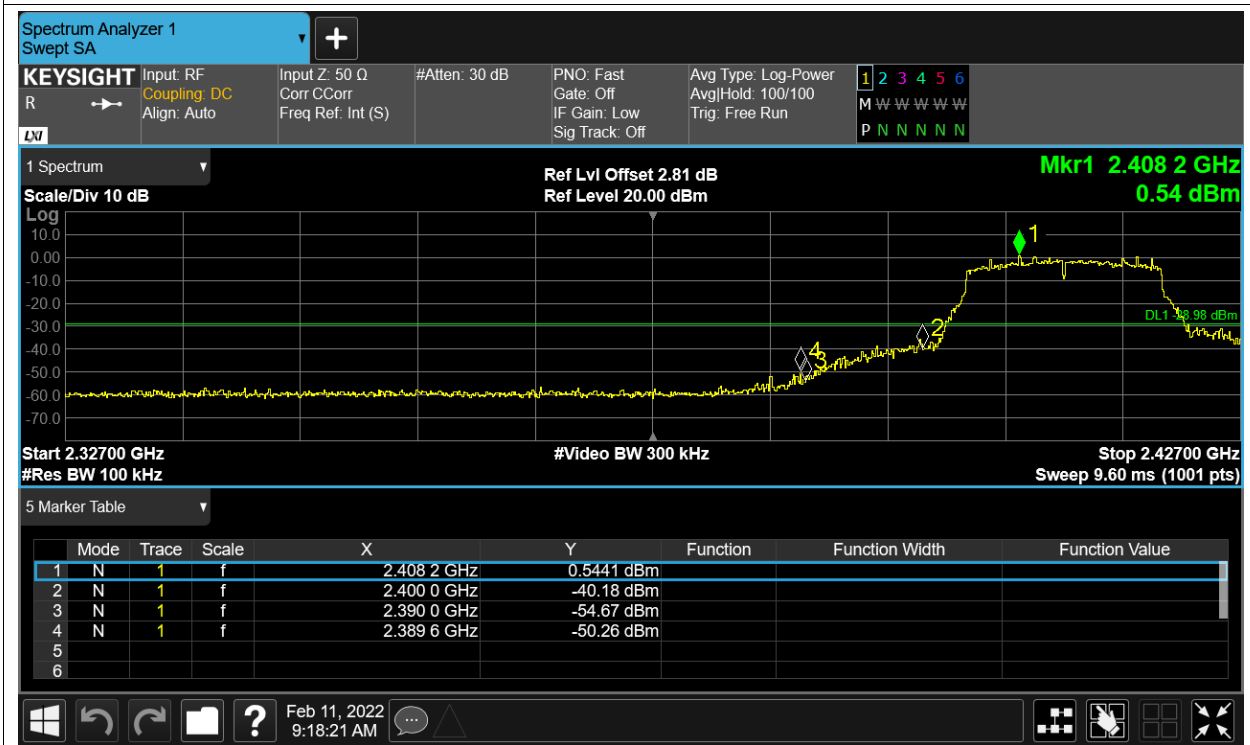 Spectrum Analyzer 1
Swept SA
KEYSIGHT
R
LXI
Input: RF
Coupling: DC
Align: Auto
Input Z: 50 Ω
Corr CCorr
Freq Ref: Int (S)
#Atten: 30 dB
PNO: Fast
Gate: Off
IF Gain: Low
Sig Track: Off
Avg Type: Log-Power
Avg|Hold: 100/100
Trig: Free Run
1 2 3 4 5 6
M W W W W W
P N N N N N
1 Spectrum
Scale/Div 10 dB
Ref Lvl Offset 2.81 dB
Ref Level 20.00 dBm
Mkr1 2.408 2 GHz
0.54 dBm
Log
10.0
0.00
-10.0
-20.0
-30.0
-40.0
-50.0
-60.0
-70.0
1
2
4
3
DL1 -28.98 dBm
Start 2.32700 GHz
#Res BW 100 kHz
#Video BW 300 kHz
Stop 2.42700 GHz
Sweep 9.60 ms (1001 pts)
5 Marker Table
Mode Trace Scale X Y Function Function Width Function Value
1 N 1 f 2.408 2 GHz 0.5441 dBm
2 N 1 f 2.400 0 GHz -40.18 dBm
3 N 1 f 2.390 0 GHz -54.67 dBm
4 N 1 f 2.389 6 GHz -50.26 dBm
5
6
?
Feb 11, 2022
9:18:21 AM